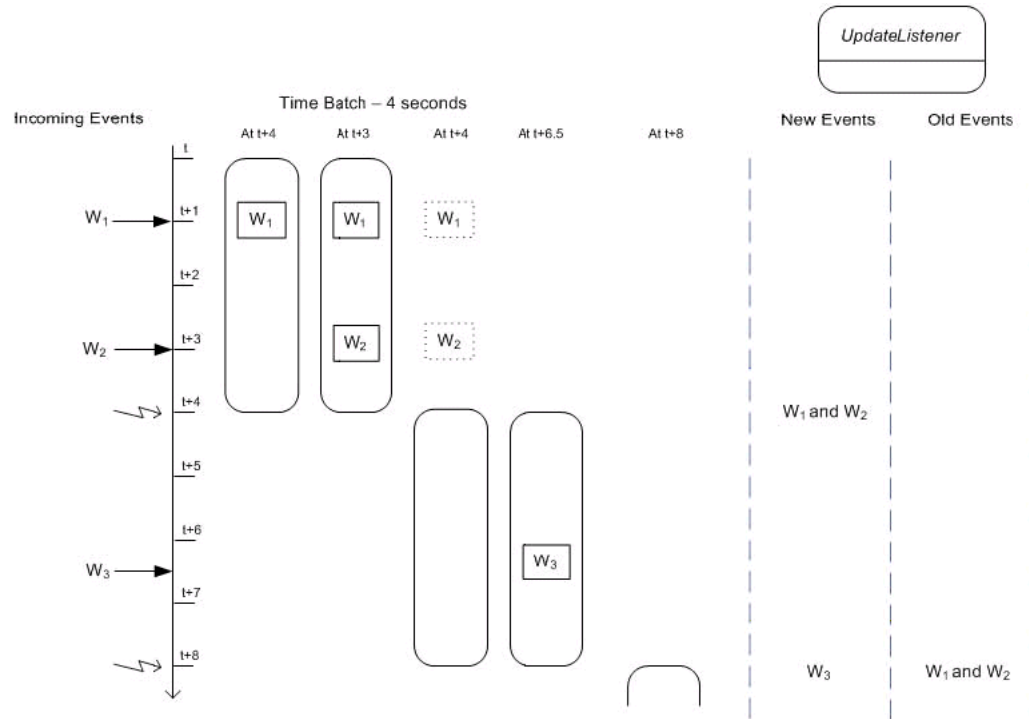 UpdateListener
Time Batch – 4 seconds
Incoming Events
New Events
Old Events
At t+4
At t+3
At t+4
At t+6.5
At t+8
t
W1
t+1
W1
W1
W1
t+2
W2
t+3
W2
W2
t+4
W1 and W2
t+5
t+6
W3
W3
t+7
t+8
W3
W1 and W2